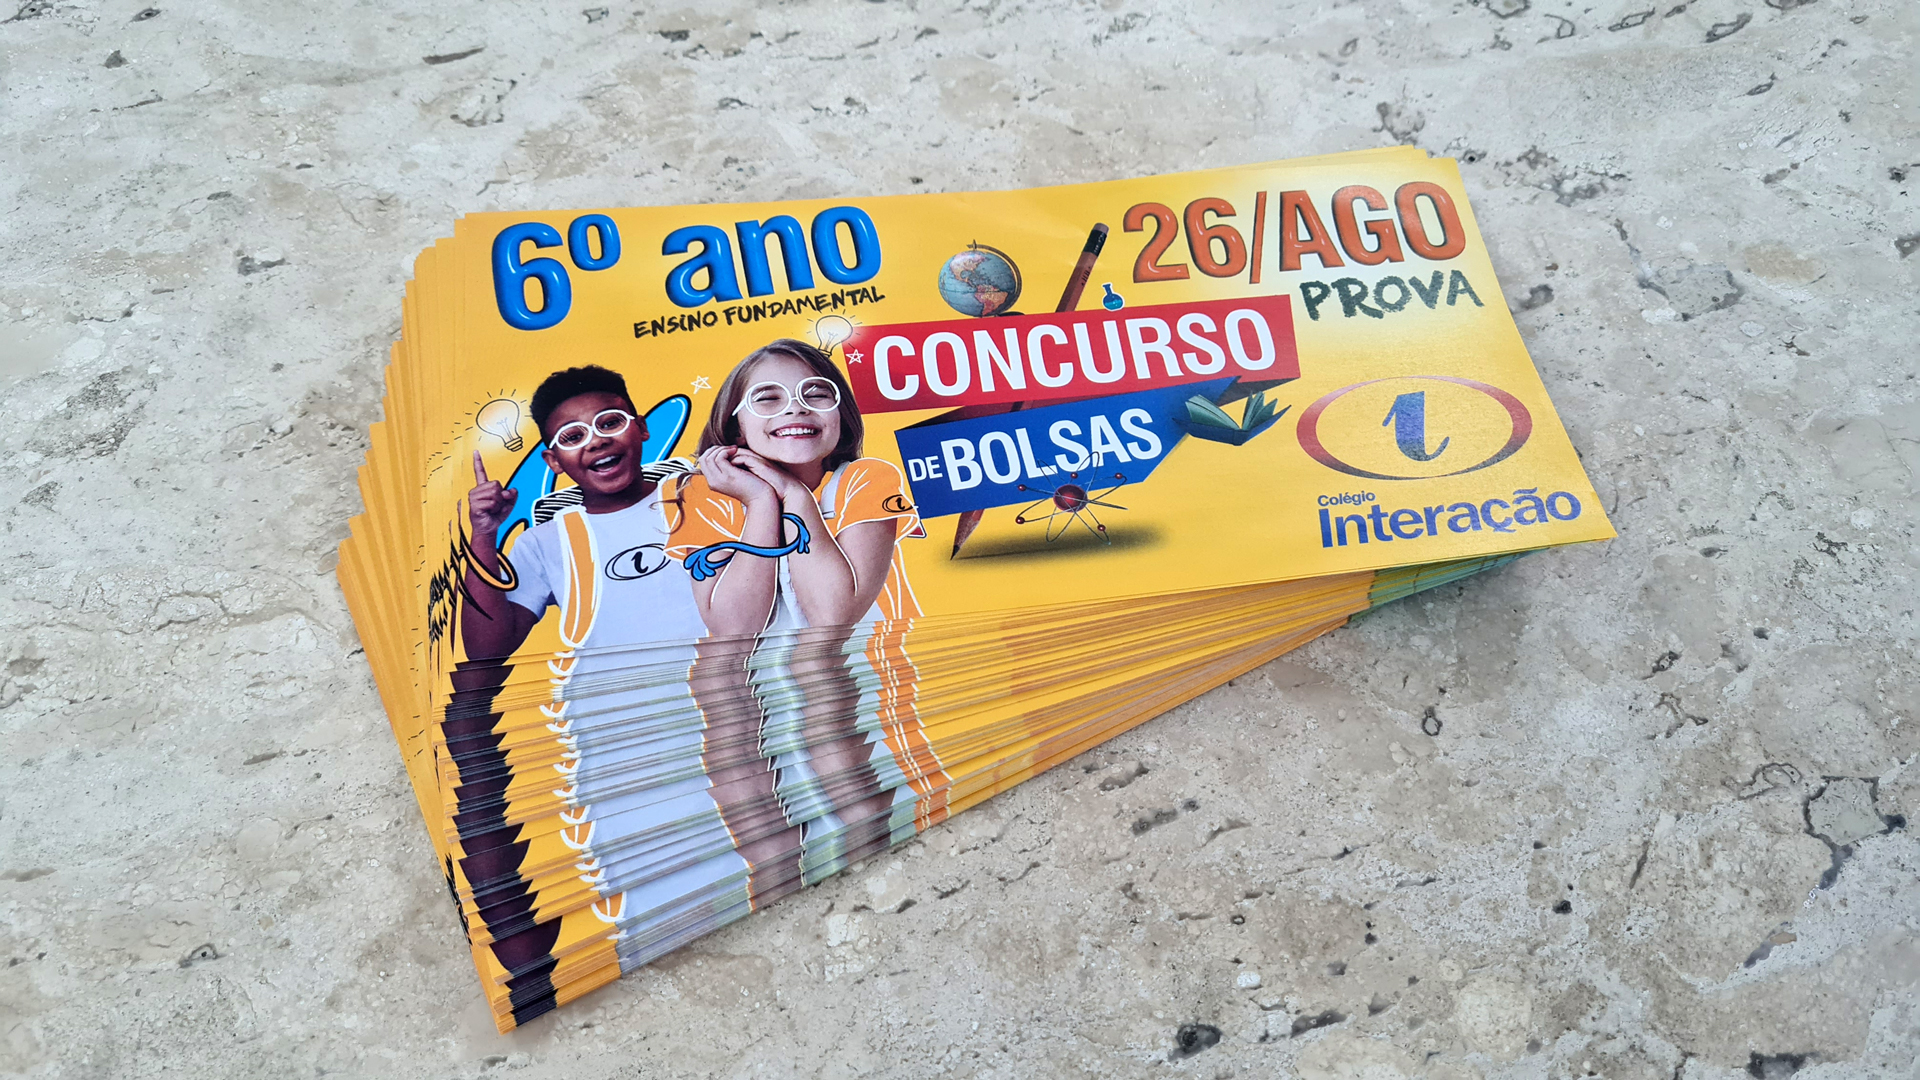 6º ano
ENSINO FUNDAMENTAL
26/AGO
PROVA
CONCURSO
DE BOLSAS
i
Colégio
Interação
i
i